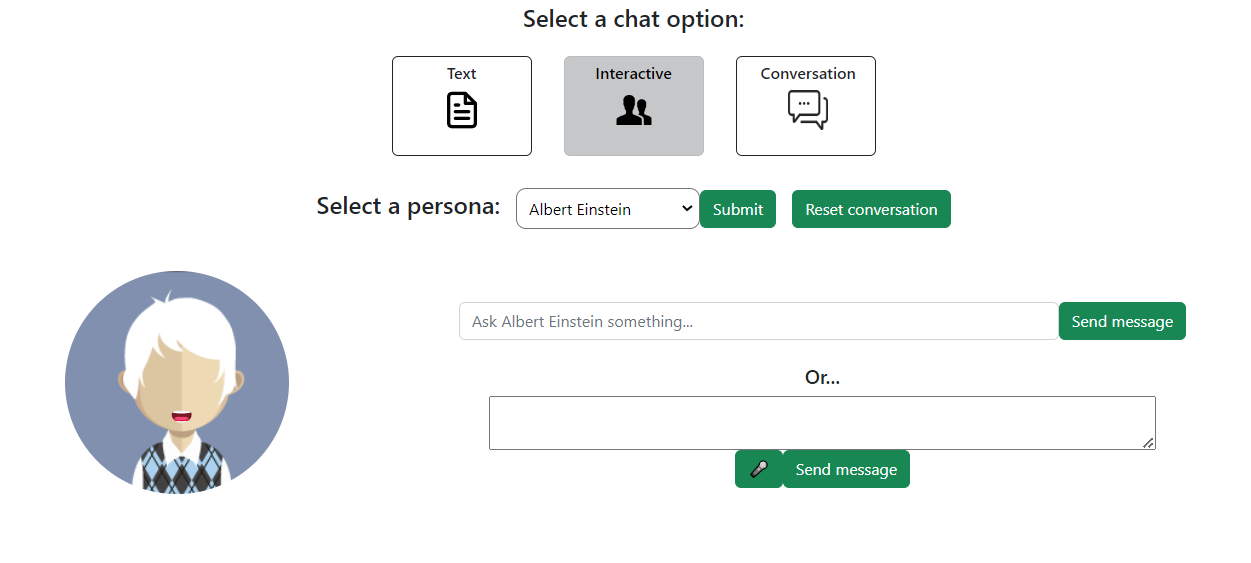 Select a chat option:
Text Interactive Conversation
Select a persona: Albert Einstein Submit Reset conversation
Ask Albert Einstein something... Send message
Or...
Send message